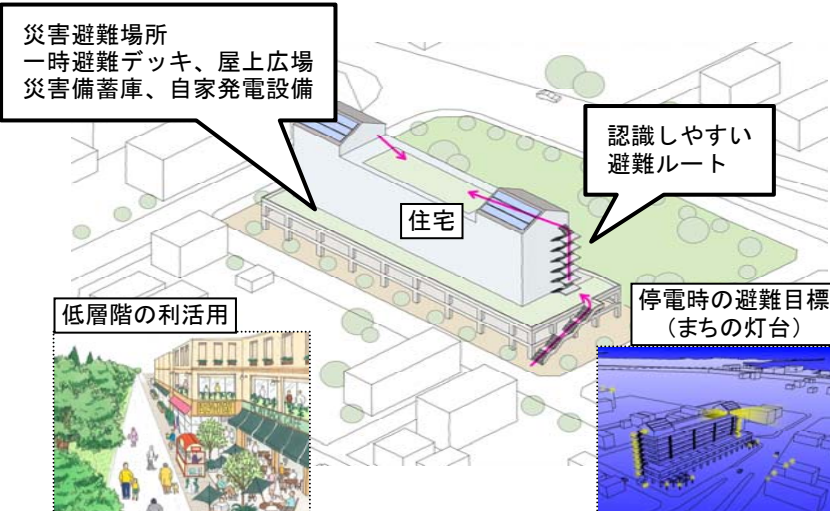 災害避難場所
一時避難デッキ、屋上広場
災害備蓄庫、自家発電設備
認識しやすい
避難ルート
住宅
低層階の利活用
停電時の避難目標
（まちの灯台）